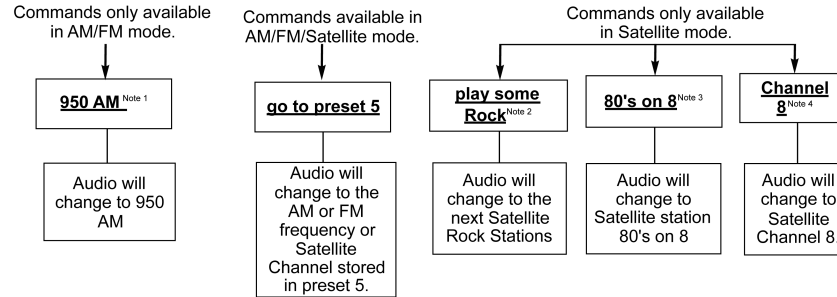 Commands only available
in AM/FM mode.
950 AM Note 1
Audio will
change to 950
AM
Commands available in
AM/FM/Satellite mode.
go to preset 5
Audio will
change to the
AM or FM
frequency or
Satellite
Channel stored
in preset 5.
Commands only available
in Satellite mode.
play some
Rock Note 2
Audio will
change to the
next Satellite
Rock Stations
80's on 8 Note 3
Audio will
change to
Satellite station
80's on 8
Channel
8 Note 4
Audio will
change to
Satellite
Channel 8.